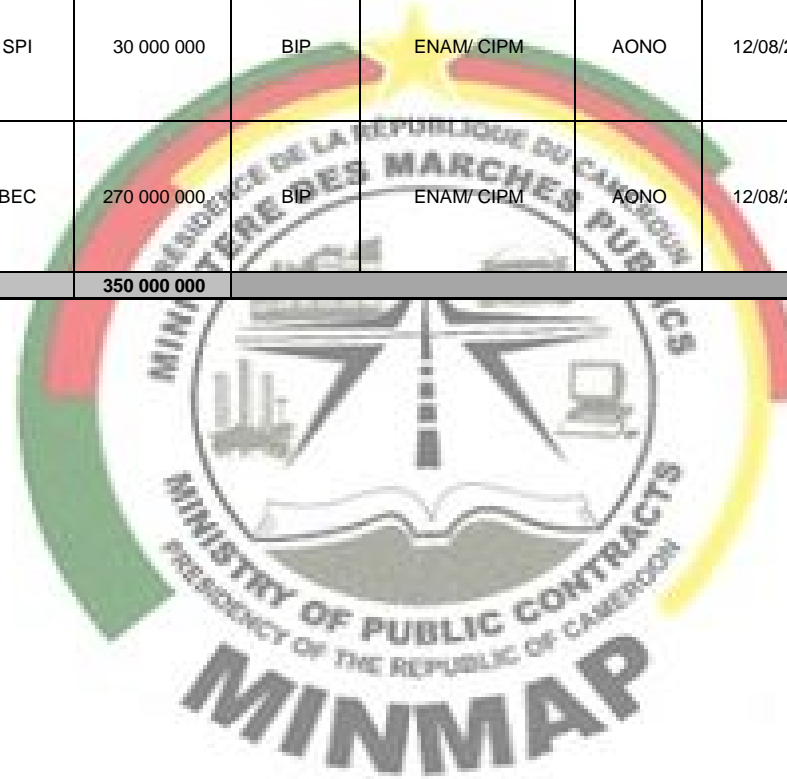 SPI 30 000 000 BIP ENAM/ CIPM AONO 12/08/2
BEC 270 000 000 BIP ENAM/ CIPM AONO 12/08/2
350 000 000
PRESIDENCE DE LA RÉPUBLIQUE DU CAMEROUN
MINISTERE DES MARCHES PUBLICS
MINISTRY OF PUBLIC CONTRACTS
PRESIDENCY OF THE REPUBLIC OF CAMEROON
MINMAP